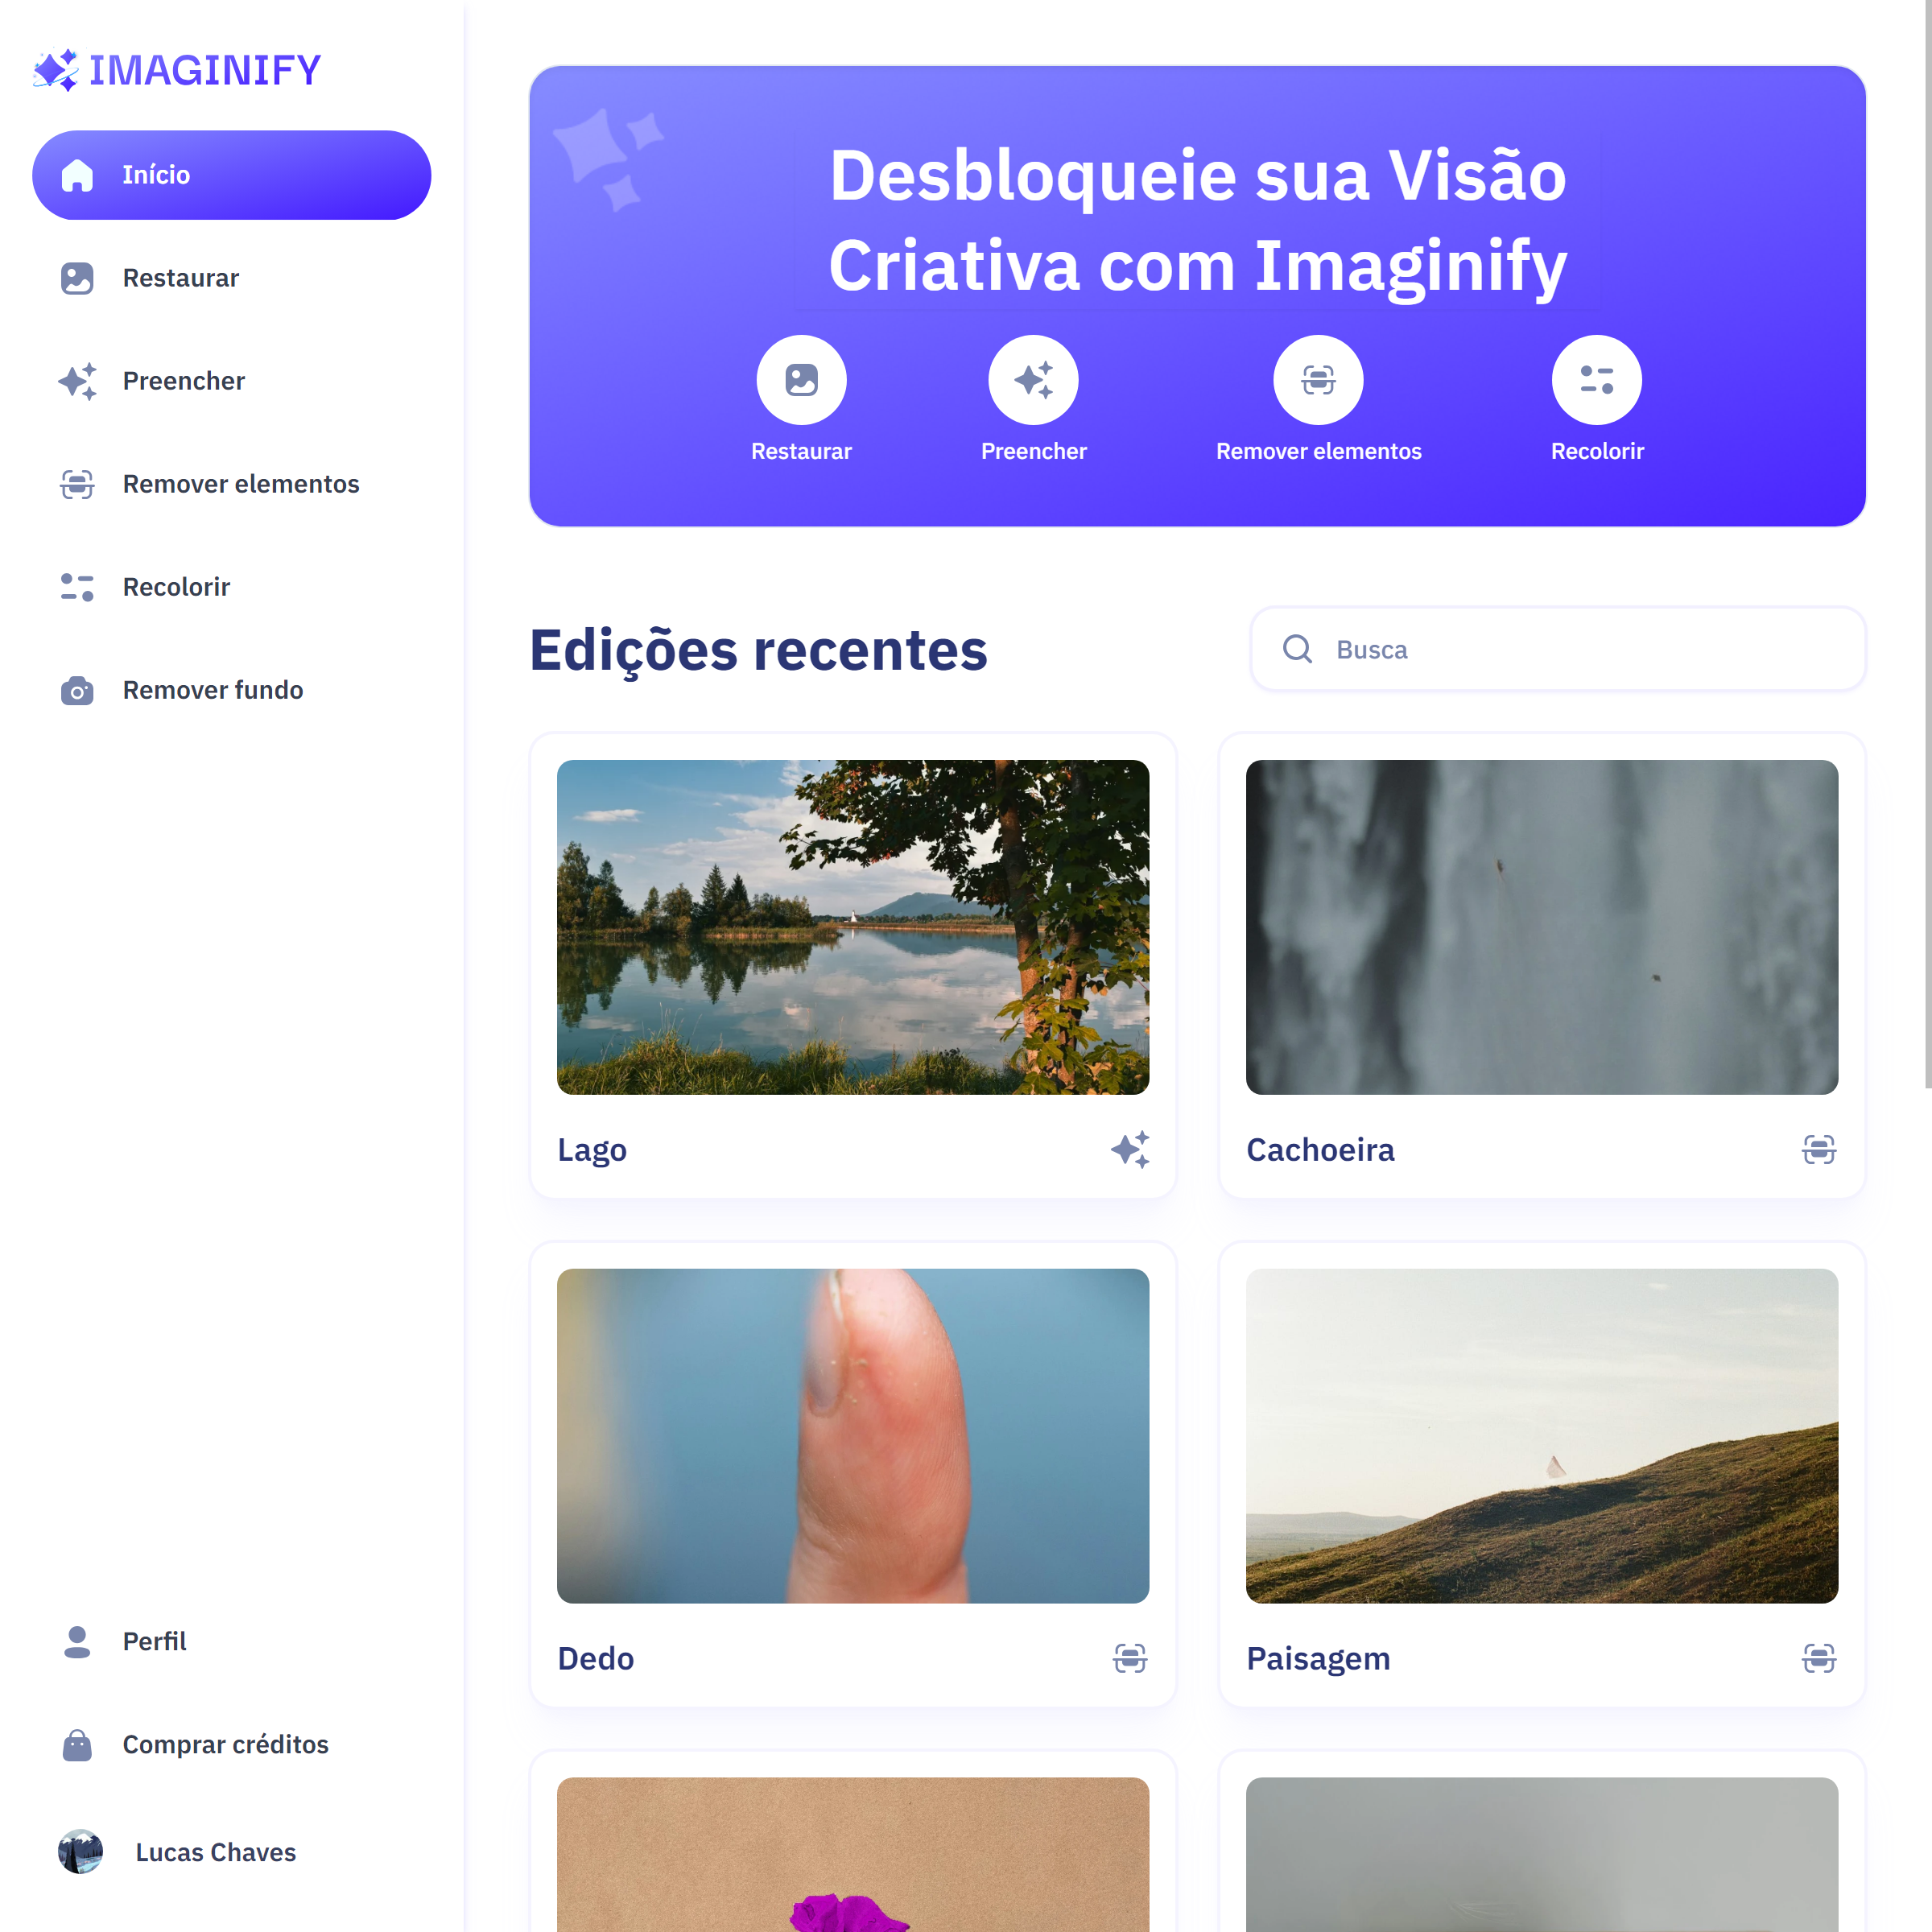 IMAGINIFY
Início
Restaurar
Preencher
Remover elementos
Recolorir
Remover fundo
Perfil
Comprar créditos
Lucas Chaves
Desbloqueie sua Visão
Criativa com Imaginify
Restaurar
Preencher
Remover elementos
Recolorir
Edições recentes
Busca
Lago
Cachoeira
Dedo
Paisagem